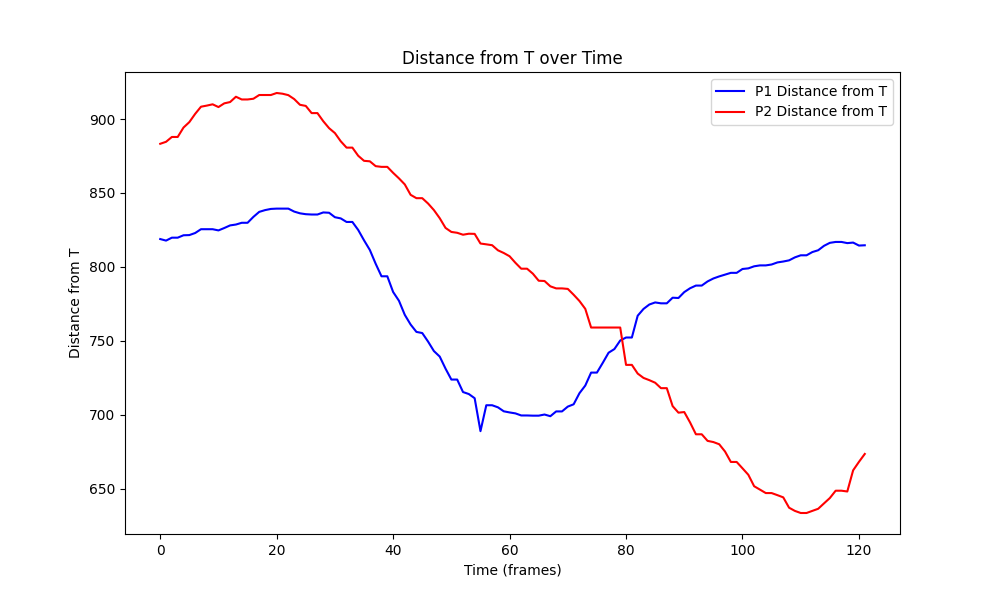 Distance from T over Time
P1 Distance from T
P2 Distance from T
900
850
800
750
700
650
Distance from T
0 20 40 60 80 100 120
Time (frames)